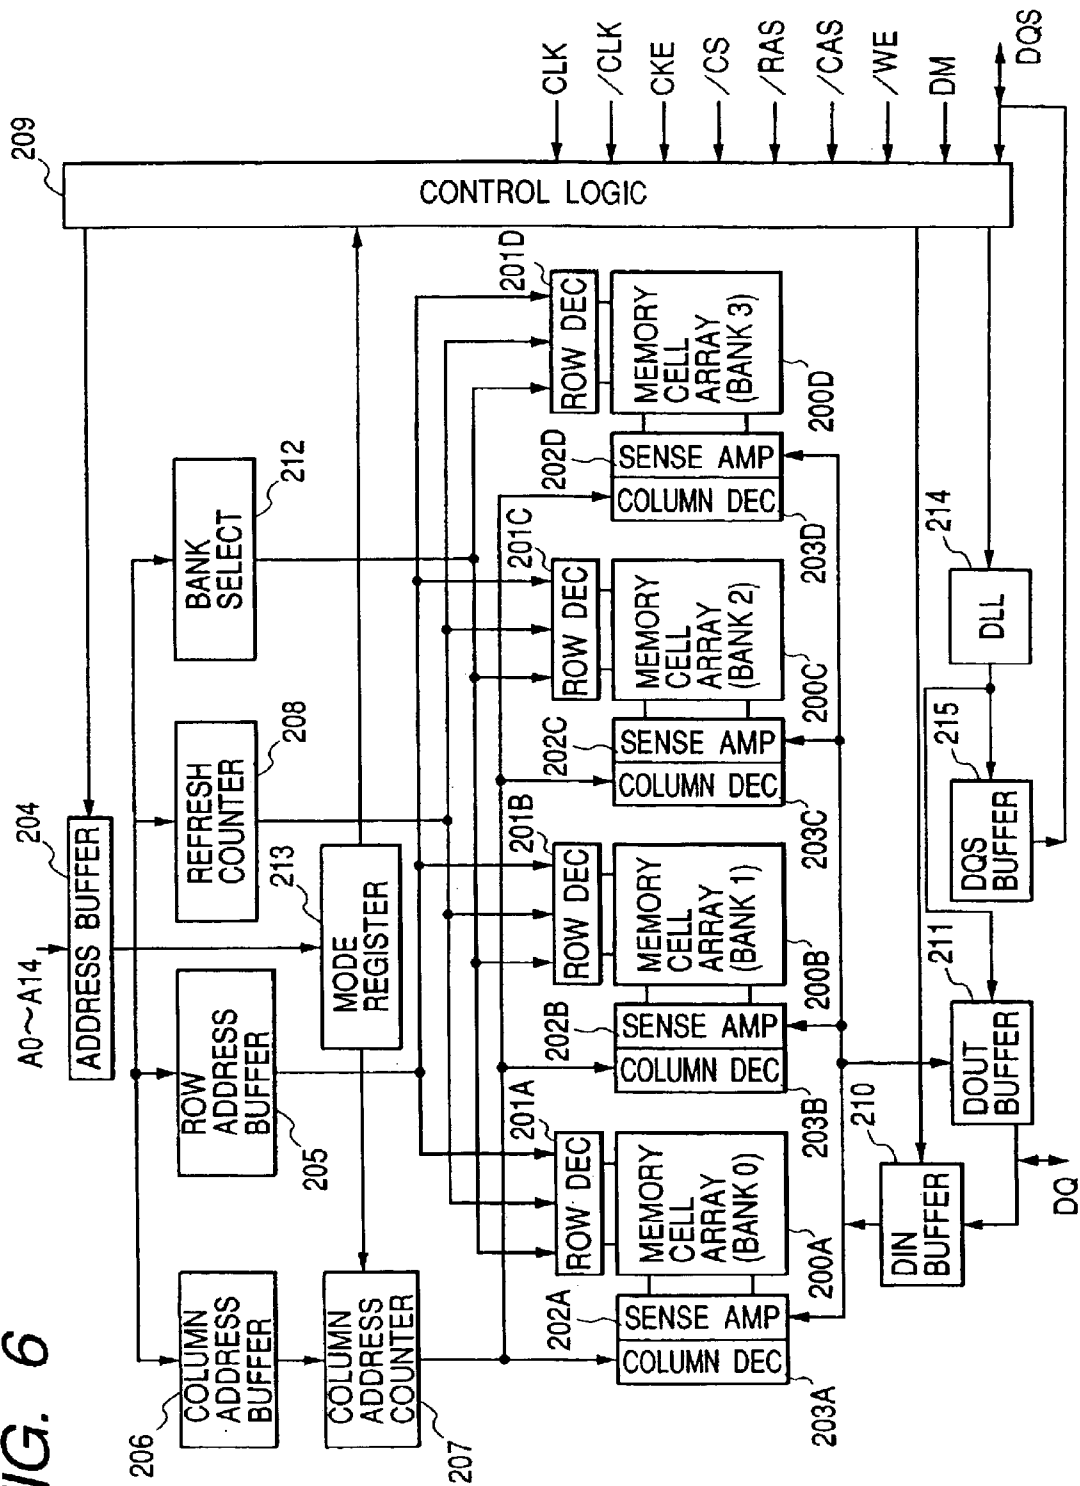 FIG. 6
A0~A14
204
ADDRESS BUFFER
209
206
COLUMN
ADDRESS
BUFFER
205
ROW
ADDRESS
BUFFER
208
REFRESH
COUNTER
212
BANK
SELECT
207
COLUMN
ADDRESS
COUNTER
213
MODE
REGISTER
CONTROL LOGIC
CLK
/CLK
CKE
/CS
/RAS
/CAS
/WE
DM
DQS
201A
ROW DEC
202A
SENSE AMP
COLUMN DEC
203A
MEMORY
CELL
ARRAY
(BANK 0)
200A
201B
ROW DEC
202B
SENSE AMP
COLUMN DEC
203B
MEMORY
CELL
ARRAY
(BANK 1)
200B
201C
ROW DEC
202C
SENSE AMP
COLUMN DEC
203C
MEMORY
CELL
ARRAY
(BANK 2)
200C
201D
ROW DEC
202D
SENSE AMP
COLUMN DEC
203D
MEMORY
CELL
ARRAY
(BANK 3)
200D
210
DIN
BUFFER
211
DOUT
BUFFER
215
DQS
BUFFER
214
DLL
DQ